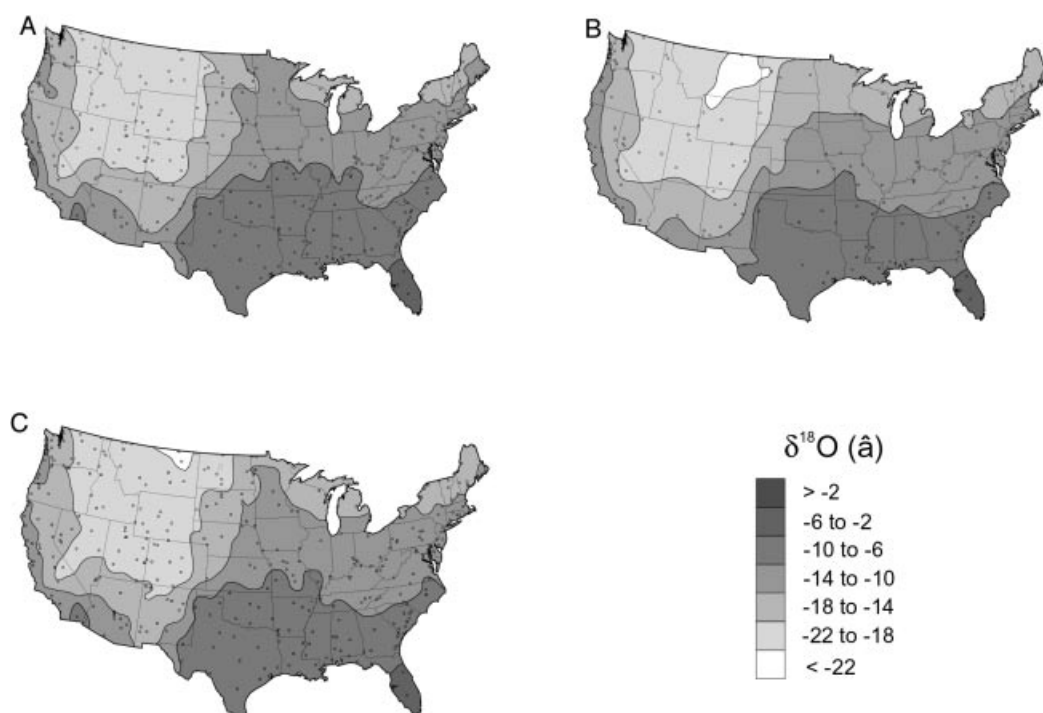 A
B
C
δ¹⁸O (â)
> -2
-6 to -2
-10 to -6
-14 to -10
-18 to -14
-22 to -18
< -22